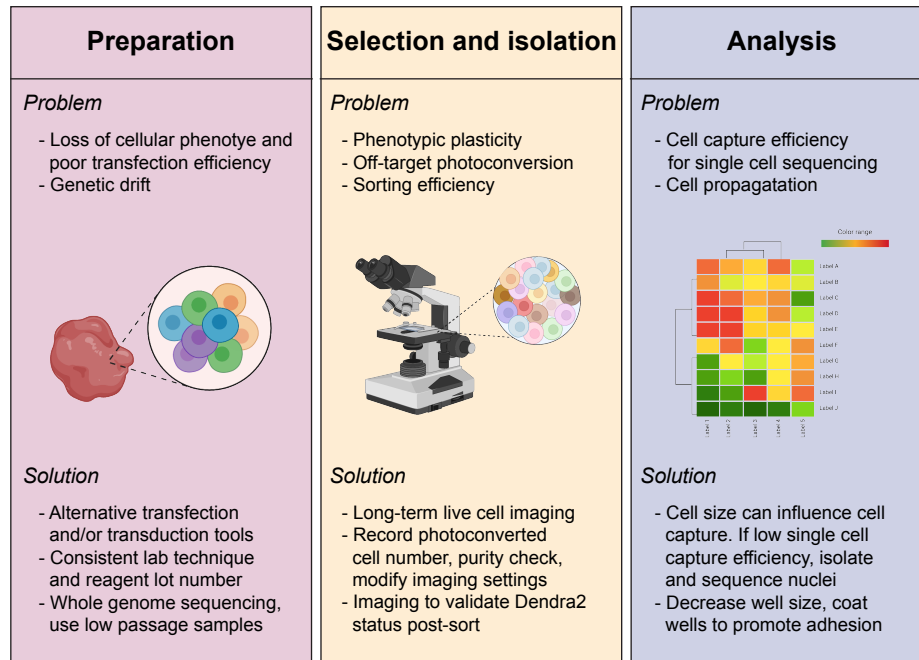 Preparation
Problem
- Loss of cellular phenotye and
poor transfection efficiency
- Genetic drift
Solution
- Alternative transfection
and/or transduction tools
- Consistent lab technique
and reagent lot number
- Whole genome sequencing,
use low passage samples
Selection and isolation
Problem
- Phenotypic plasticity
- Off-target photoconversion
- Sorting efficiency
Solution
- Long-term live cell imaging
- Record photoconverted
cell number, purity check,
modify imaging settings
- Imaging to validate Dendra2
status post-sort
Analysis
Problem
- Cell capture efficiency
for single cell sequencing
- Cell propagatation
Color range
Label A
Label B
Label C
Label D
Label E
Label F
Label G
Label H
Label I
Label J
Label 1
Label 2
Label 3
Label 4
Label 5
Solution
- Cell size can influence cell
capture. If low single cell
capture efficiency, isolate
and sequence nuclei
- Decrease well size, coat
wells to promote adhesion